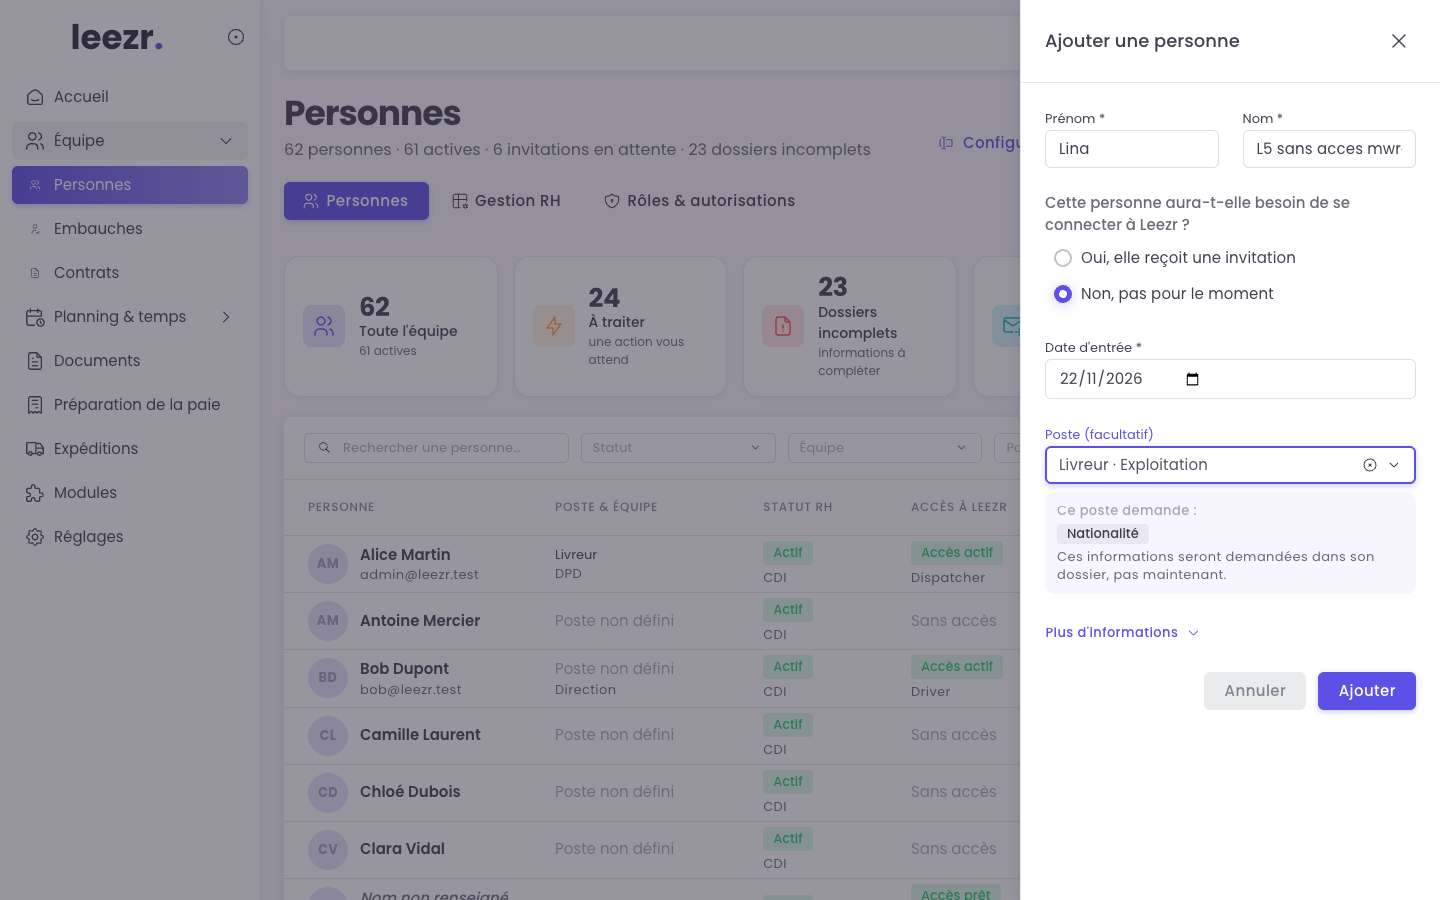 leezr.
Accueil
Équipe
Personnes
Embauches
Contrats
Planning & temps
Documents
Préparation de la paie
Expéditions
Modules
Réglages
Personnes
62 personnes · 61 actives · 6 invitations en attente · 23 dossiers incomplets
Personnes
Gestion RH
Rôles & autorisations
62
Toute l'équipe
61 actives
24
À traiter
une action vous
attend
23
Dossiers
incomplets
Informations à
compléter
Rechercher une personne...
Statut
Équipe
PERSONNE
POSTE & ÉQUIPE
STATUT RH
ACCÈS À LEEZR
AM
Alice Martin
admin@leezr.test
Livreur
DPD
Actif
CDI
Accès actif
Dispatcher
AM
Antoine Mercier
Poste non défini
Actif
CDI
Sans accès
BD
Bob Dupont
bob@leezr.test
Poste non défini
Direction
Actif
CDI
Accès actif
Driver
CL
Camille Laurent
Poste non défini
Actif
CDI
Sans accès
CD
Chloé Dubois
Poste non défini
Actif
CDI
Sans accès
CV
Clara Vidal
Poste non défini
Actif
CDI
Sans accès
Nom non renseigné
Accès prêt
Ajouter une personne
Prénom *
Lina
Nom *
L5 sans acces mwr
Cette personne aura-t-elle besoin de se
connecter à Leezr ?
Oui, elle reçoit une invitation
Non, pas pour le moment
Date d'entrée *
22/11/2026
Poste (facultatif)
Livreur · Exploitation
Ce poste demande :
Nationalité
Ces informations seront demandées dans son
dossier, pas maintenant.
Plus d'informations
Annuler
Ajouter